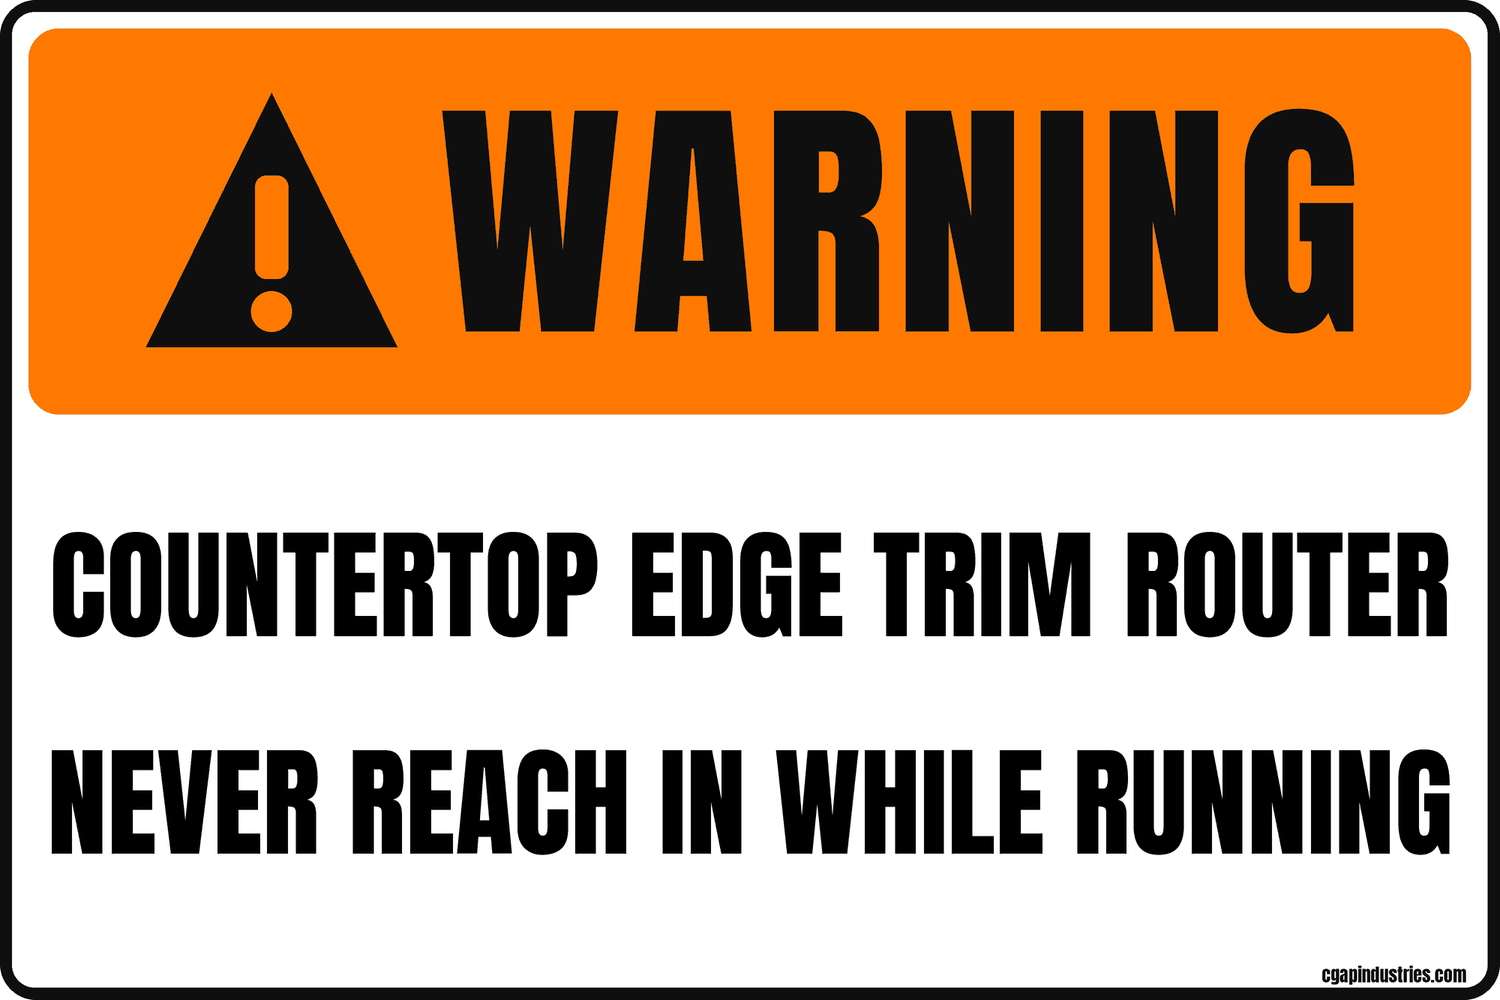 WARNING
COUNTERTOP EDGE TRIM ROUTER
NEVER REACH IN WHILE RUNNING
cgapindustries.com